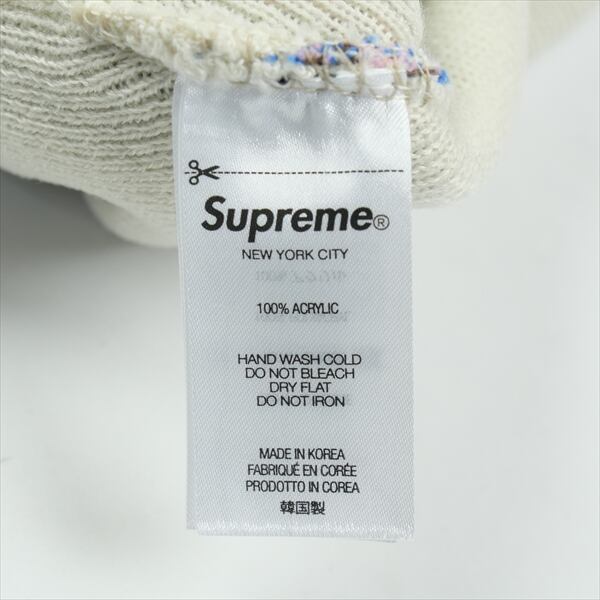 Supreme®
NEW YORK CITY
100% ACRYLIC
HAND WASH COLD
DO NOT BLEACH
DRY FLAT
DO NOT IRON
MADE IN KOREA
FABRIQUÉ EN CORÉE
PRODOTTO IN COREA
韓国製